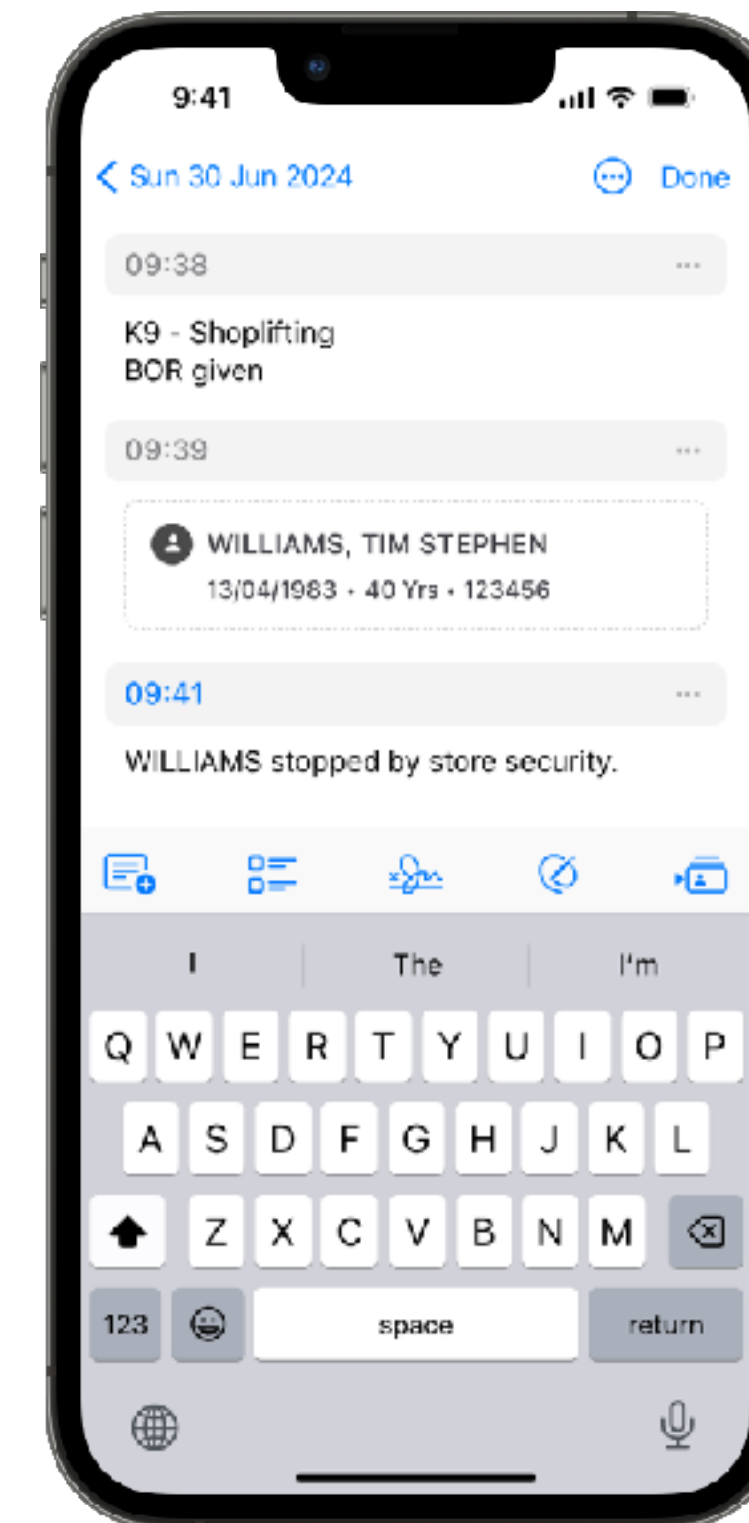 9:41
Sun 30 Jun 2024 Done
09:38
K9 - Shoplifting
BOR given
09:39
WILLIAMS, TIM STEPHEN
13/04/1983 • 40 Yrs • 123456
09:41
WILLIAMS stopped by store security.
I The I'm
Q W E R T Y U I O P
A S D F G H J K L
Z X C V B N M
123 space return